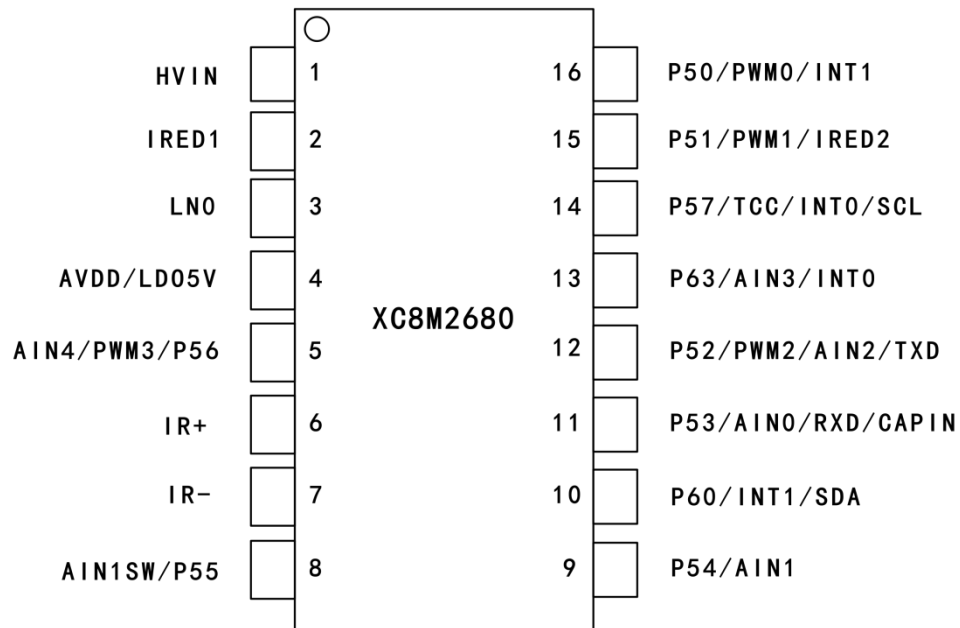 HVIN 1 16 P50/PWM0/INT1
IRED1 2 15 P51/PWM1/IRED2
LNO 3 14 P57/TCC/INT0/SCL
AVDD/LDO5V 4 13 P63/AIN3/INT0
XC8M2680
AIN4/PWM3/P56 5 12 P52/PWM2/AIN2/TXD
IR+ 6 11 P53/AIN0/RXD/CAPIN
IR- 7 10 P60/INT1/SDA
AIN1SW/P55 8 9 P54/AIN1